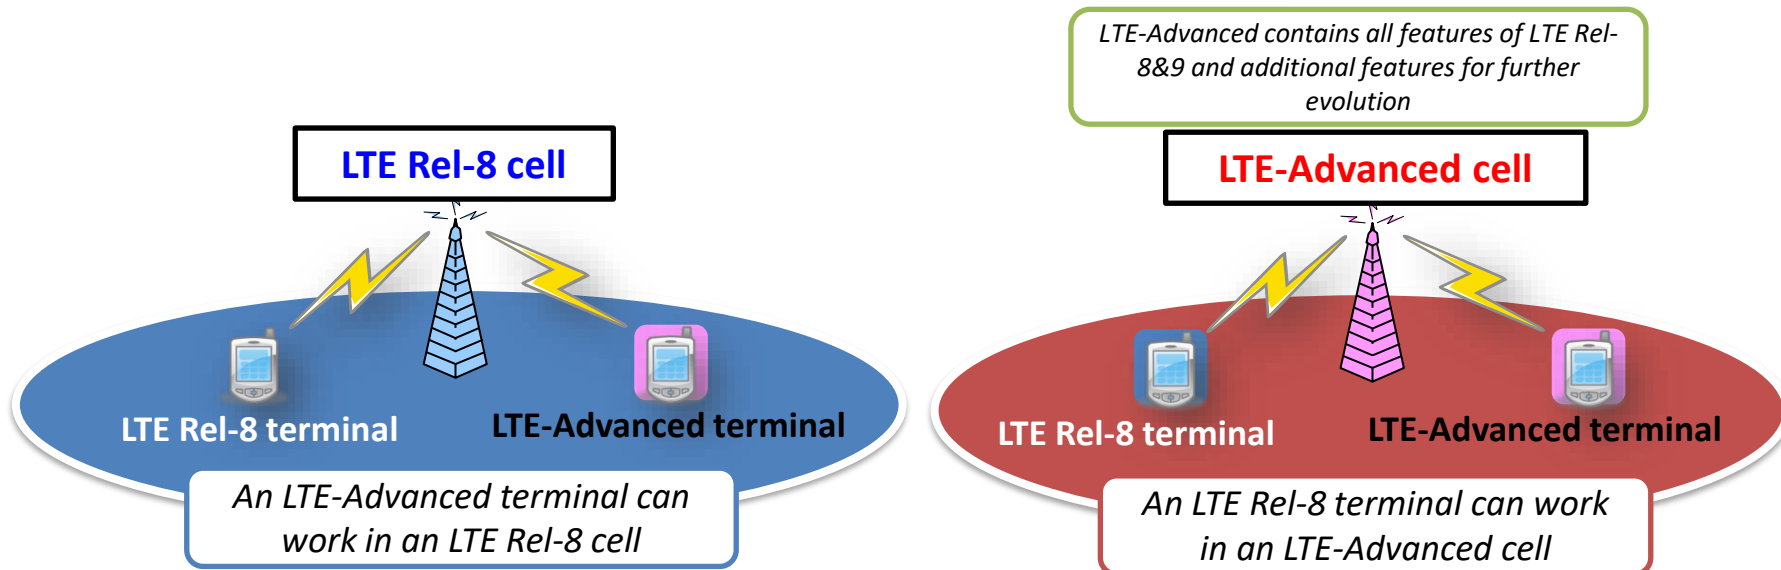 LTE Rel-8 cell
LTE Rel-8 terminal
LTE-Advanced terminal
An LTE-Advanced terminal can
work in an LTE Rel-8 cell
LTE-Advanced contains all features of LTE Rel-
8&9 and additional features for further
evolution
LTE-Advanced cell
LTE Rel-8 terminal
LTE-Advanced terminal
An LTE Rel-8 terminal can work
in an LTE-Advanced cell